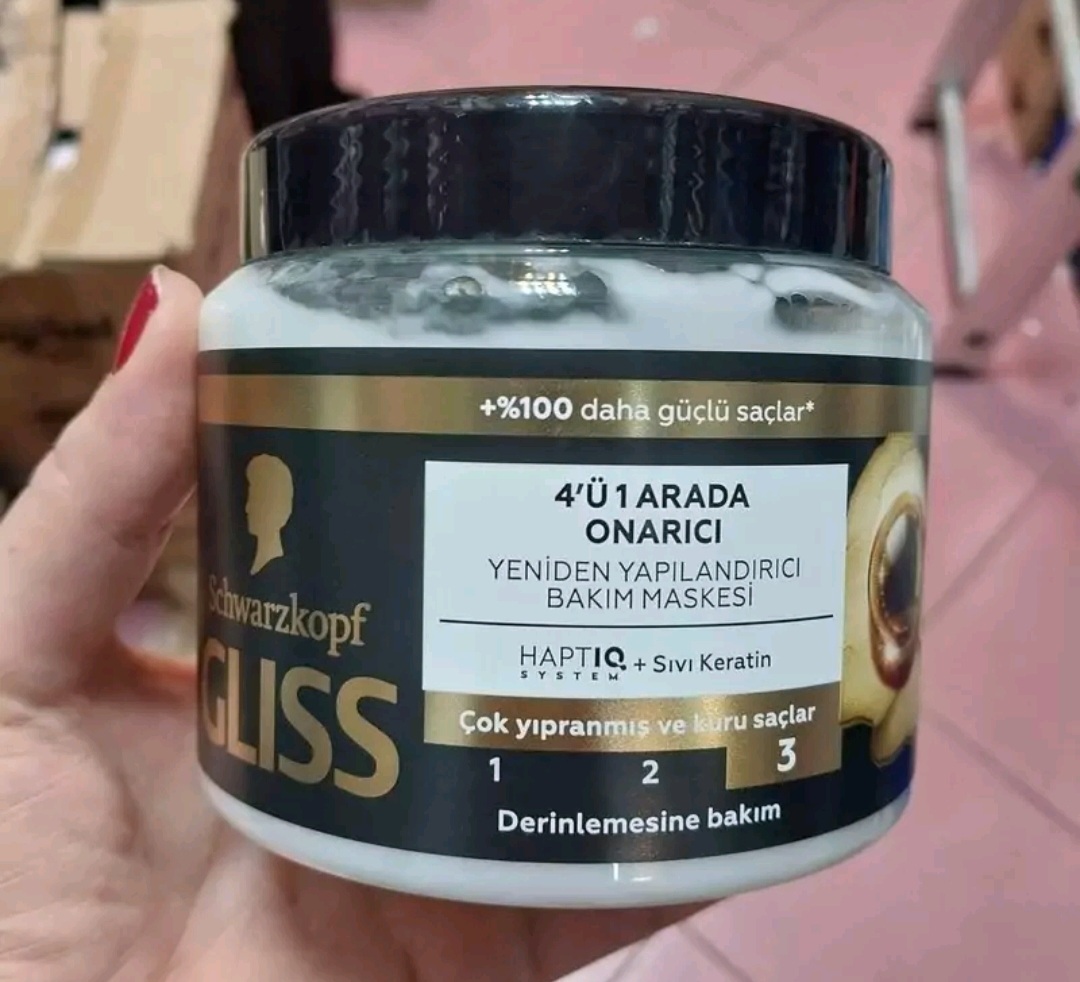 +%100 daha güçlü saçlar*
4'Ü 1 ARADA
ONARICI
YENİDEN YAPILANDIRICI
BAKIM MASKESİ
HAPTIQ + Sıvı Keratin
SYSTEM
Schwarzkopf
GLISS
Çok yıpranmış ve kuru saçlar
1 2 3
Derinlemesine bakım